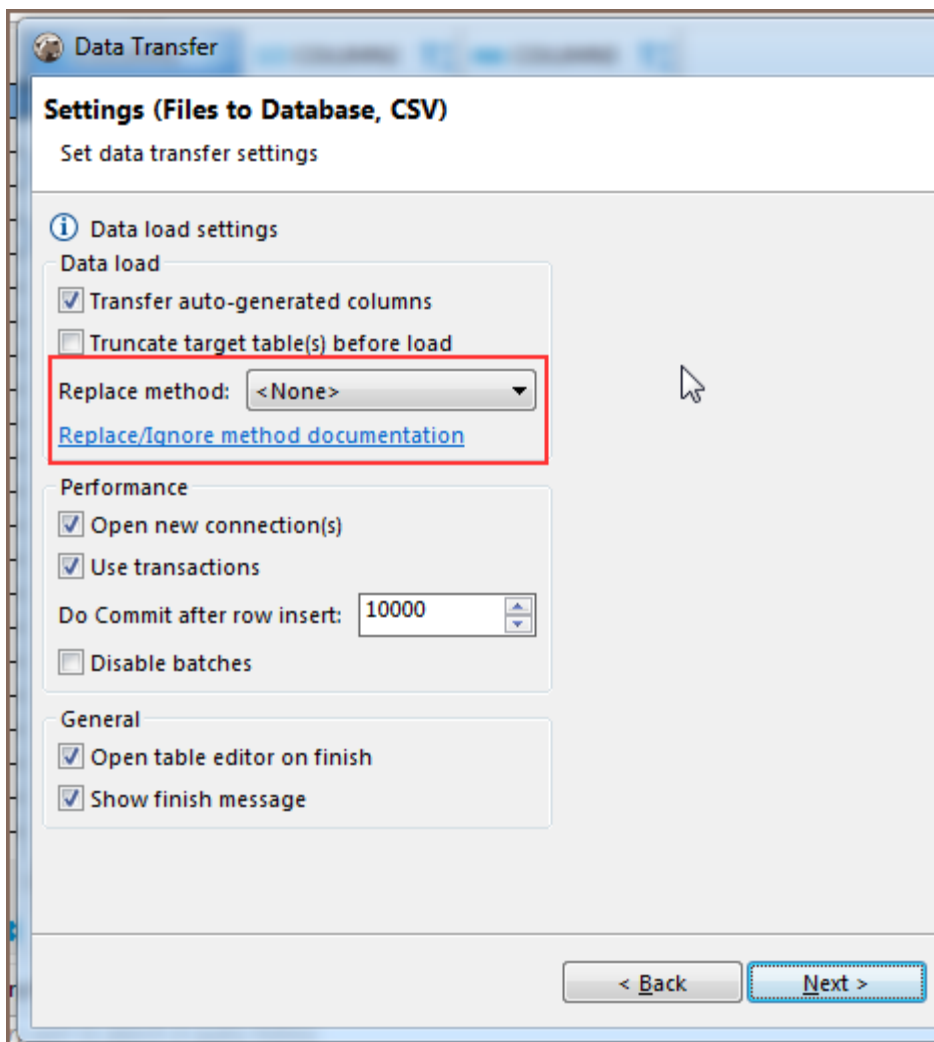 Data Transfer
Settings (Files to Database, CSV)
Set data transfer settings
Data load settings
Data load
Transfer auto-generated columns
Truncate target table(s) before load
Replace method: <None>
Replace/Ignore method documentation
Performance
Open new connection(s)
Use transactions
Do Commit after row insert: 10000
Disable batches
General
Open table editor on finish
Show finish message
< Back Next >